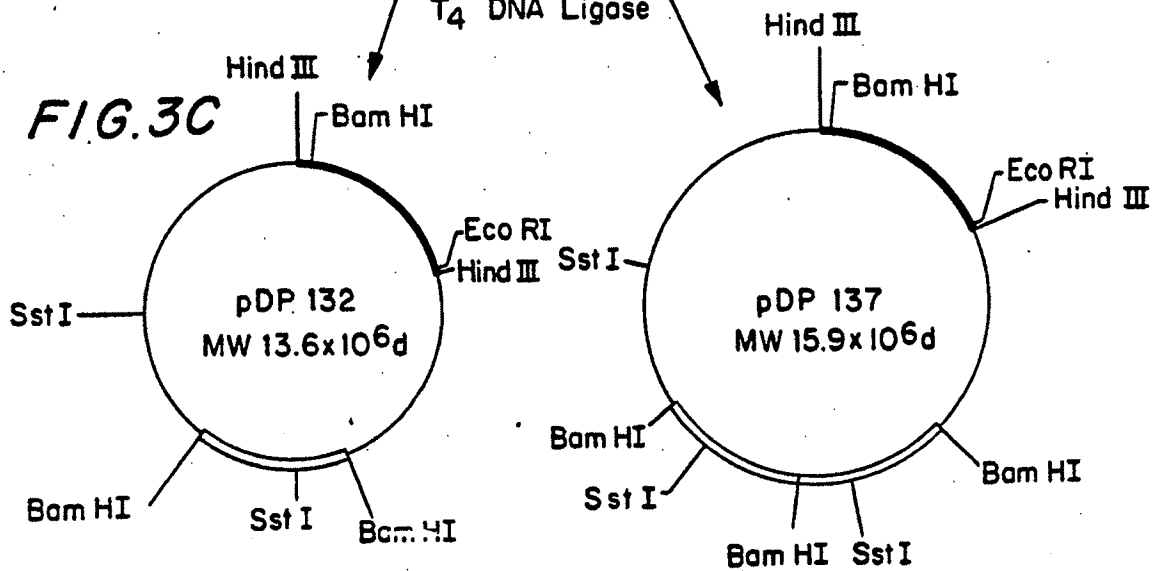 T4 DNA Ligase
FIG. 3C
Hind III
Bam HI
Eco RI
Hind III
Sst I
pDP 132
MW 13.6x10⁶d
Bam HI
Sst I
Bam HI
Hind III
Bam HI
Eco RI
Hind III
Sst I
pDP 137
MW 15.9x10⁶d
Bam HI
Sst I
Bam HI
Sst I
Bam HI